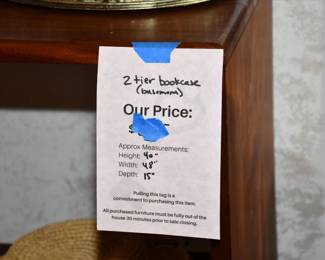 2 tier bookcase
(basement)
Our Price:
$
Approx Measurements:
Height: 40"
Width: 48"
Depth: 15"
Pulling this tag is a
commitment to purchasing this item.
All purchased furniture must be fully out of the
house 30 minutes prior to sale closing.